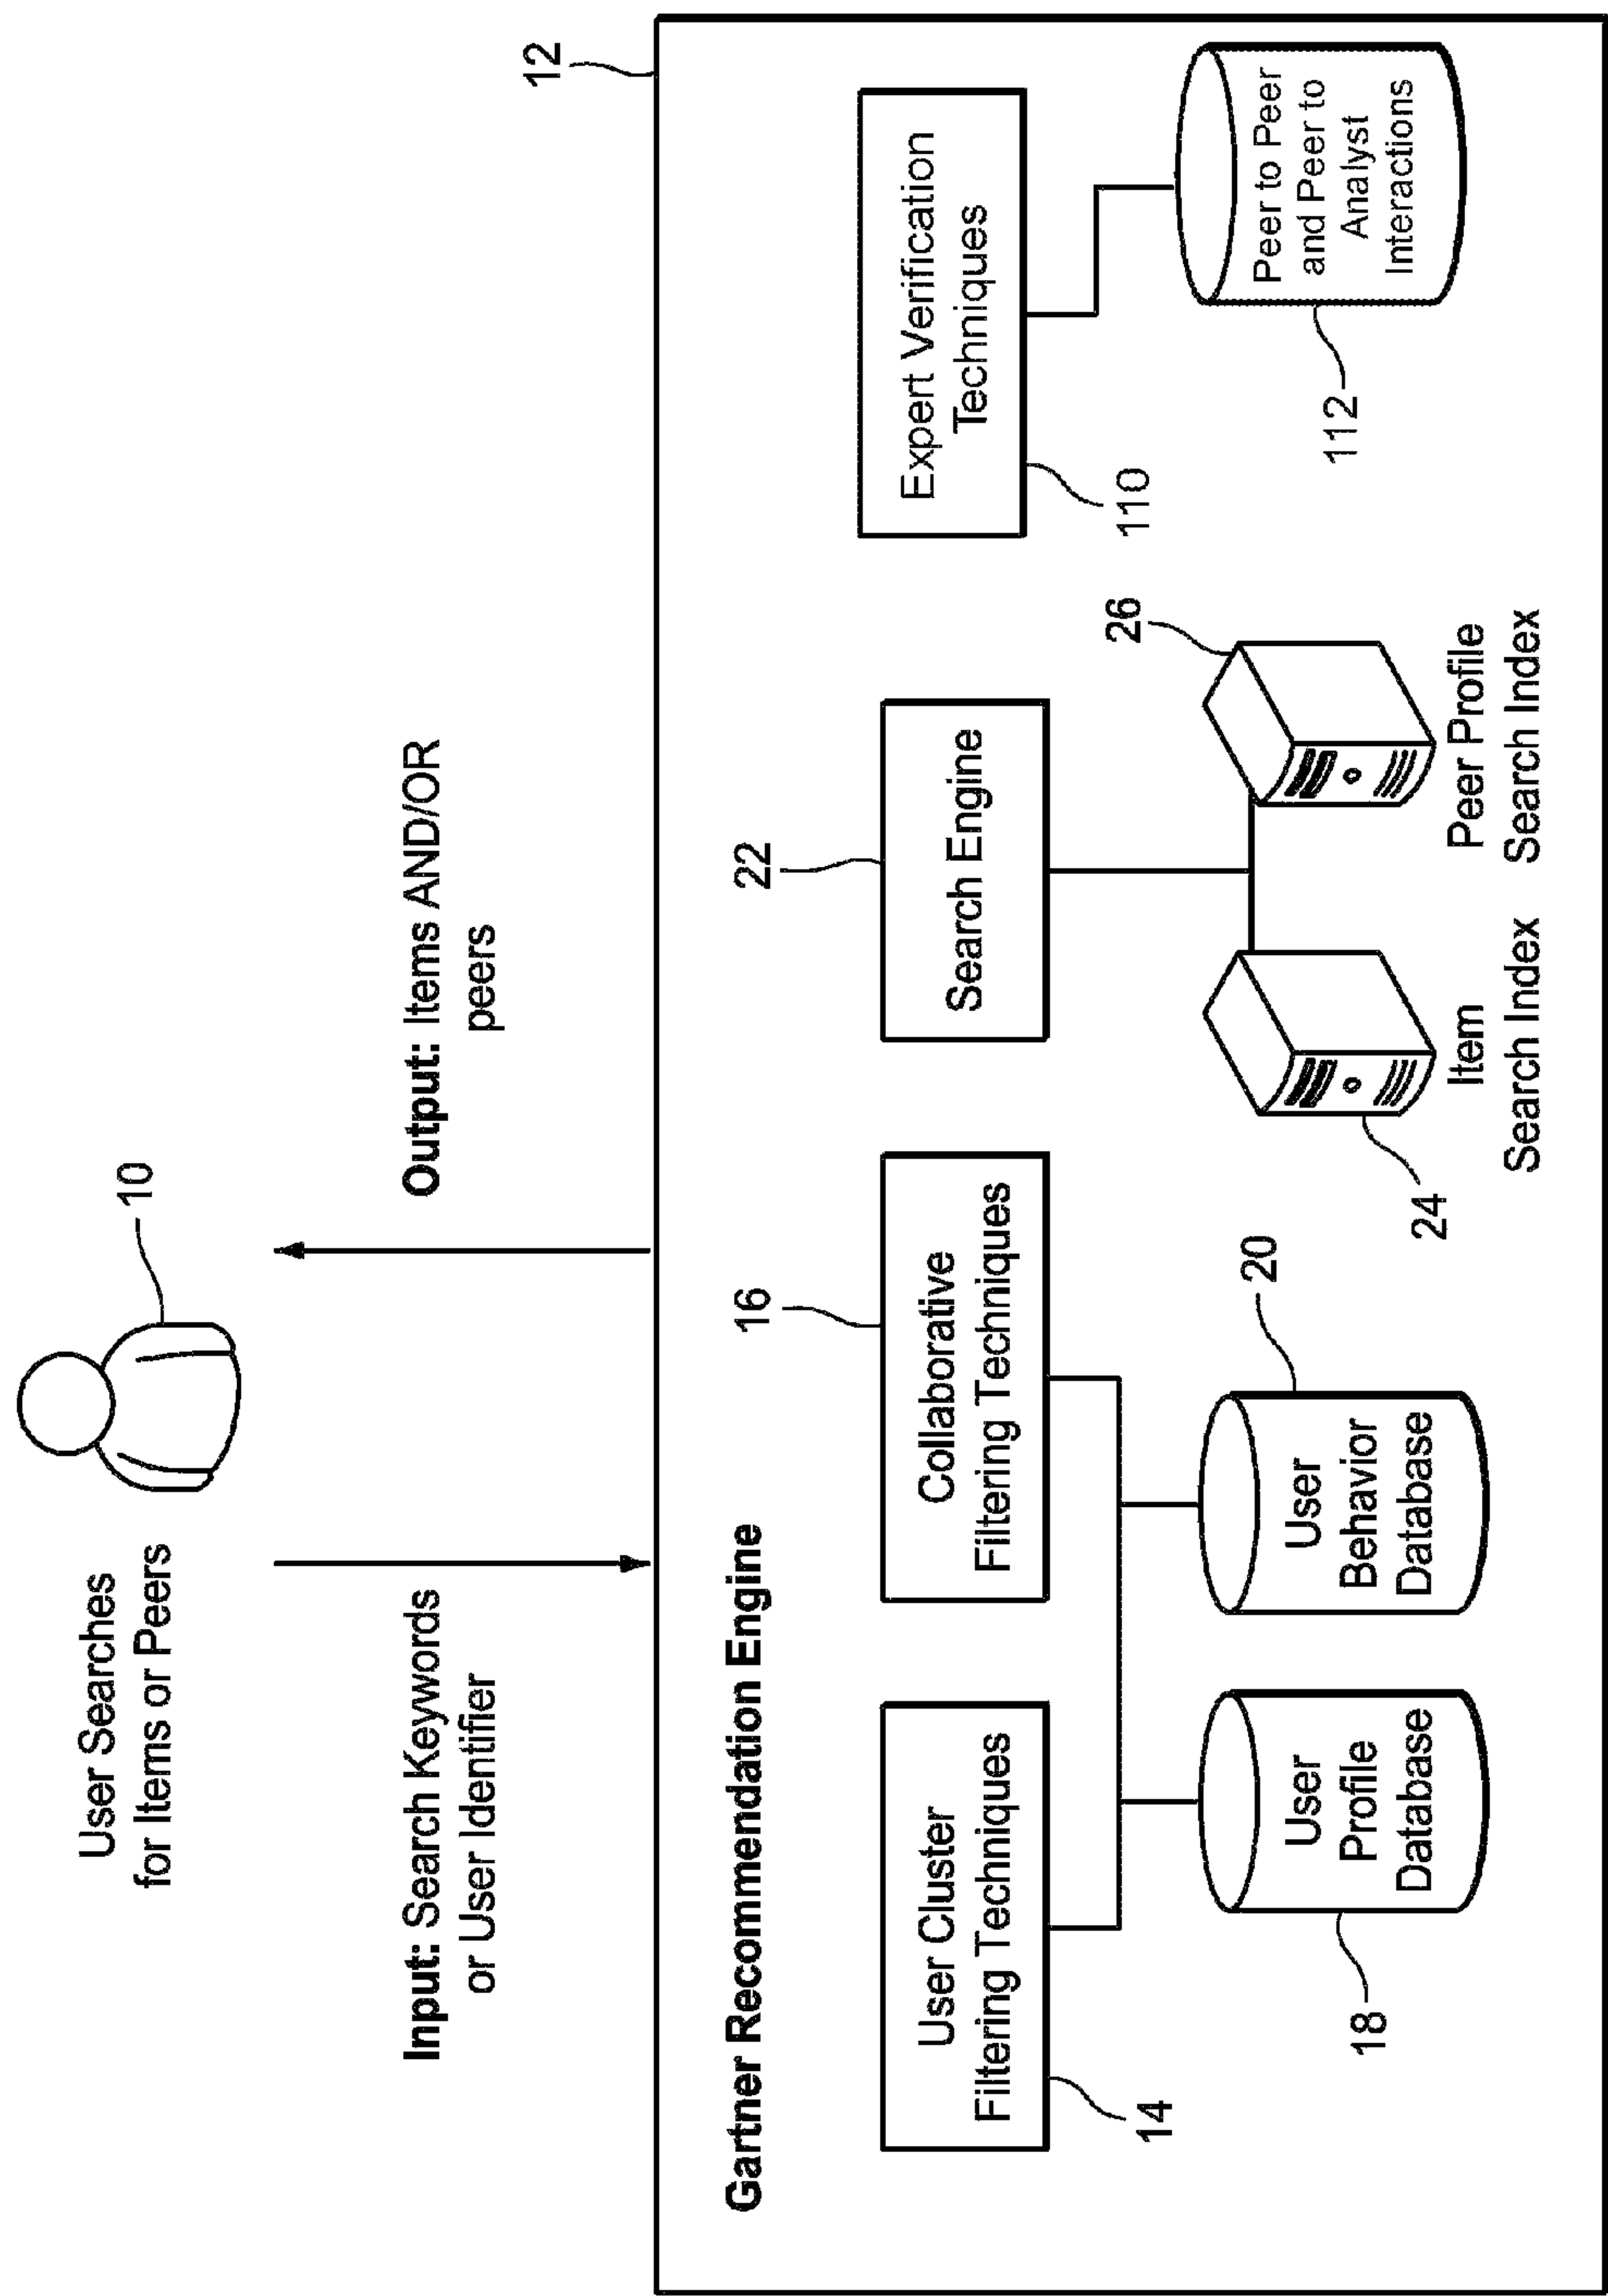 User Searches
for Items or Peers
10
Input: Search Keywords
or User Identifier
Output: Items AND/OR
peers
12
Gartner Recommendation Engine
User Cluster
Filtering Techniques
14
Collaborative
Filtering Techniques
16
Search Engine
22
Expert Verification
Techniques
110
User
Profile
Database
18
User
Behavior
Database
20
Item
Search Index
24
Peer Profile
Search Index
26
Peer to Peer
and Peer to
Analyst
Interactions
112